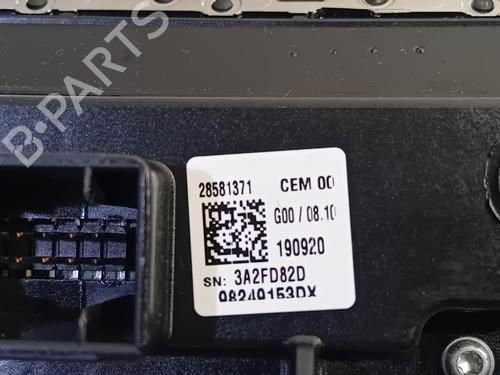 B-PARTS
28581371 CEM 00
G00 / 08.10
190920
SN: 3A2FD82D
98249153DX